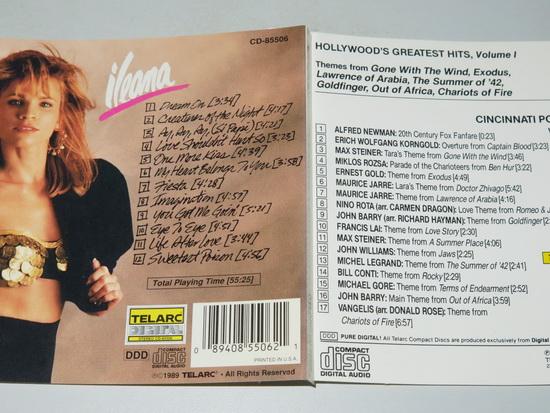 ileana
CD-85506
1 Dream On [3:34]
2 Creature of the Night [4:17]
3 Ay, Ay, Ay, (Si Papi) [4:21]
4 Love Shouldn't Hurt So [3:23]
5 One More Kiss [4:39]
6 My Heart Belongs To You [3:58]
7 Fiesta [4:28]
8 Imagination [4:57]
9 You Got Me Goin' [5:21]
10 Eye To Eye [4:51]
11 Life After Love [3:44]
12 Sweetest Poison [4:56]
Total Playing Time [55:25]
TELARC
DIGITAL
DDD
COMPACT
disc
DIGITAL AUDIO
0 89408 55062 1
PRINTED IN U.S.A.
℗©1989 TELARC® - All Rights Reserved
HOLLYWOOD'S GREATEST HITS, Volume I
Themes from Gone With The Wind, Exodus,
Lawrence of Arabia, The Summer of '42,
Goldfinger, Out of Africa, Chariots of Fire
CINCINNATI PO
1 ALFRED NEWMAN: 20th Century Fox Fanfare [0:23]
2 ERICH WOLFGANG KORNGOLD: Overture from Captain Blood [3:
3 MAX STEINER: Tara's Theme from Gone With The Wind [3:46]
4 MIKLOS ROZSA: Parade of the Charioteers from Ben Hur [3:22]
5 ERNEST GOLD: Theme from Exodus [4:49]
6 MAURICE JARRE: Lara's Theme from Doctor Zhivago [5:42]
7 MAURICE JARRE: Theme from Lawrence of Arabia [4:10]
8 NINO ROTA (arr. CARMEN DRAGON): Love Theme from Romeo & J
9 JOHN BARRY (arr. RICHARD HAYMAN): Theme from Goldfinger [2:
10 FRANCIS LAI: Theme from Love Story [2:30]
11 MAX STEINER: Theme from A Summer Place [4:06]
12 JOHN WILLIAMS: Theme from Jaws [2:25]
13 MICHEL LEGRAND: Theme from The Summer of '42 [2:41]
14 BILL CONTI: Theme from Rocky [2:29]
15 MICHAEL GORE: Theme from Terms of Endearment [2:52]
16 JOHN BARRY: Main Theme from Out of Africa [3:59]
17 VANGELIS (arr. DONALD ROSE): Theme from
Chariots of Fire [6:57]
DDD PURE DIGITAL! All Telarc Compact Discs are produced exclusively from Digital
COMPACT
disc
DIGITAL AUDIO